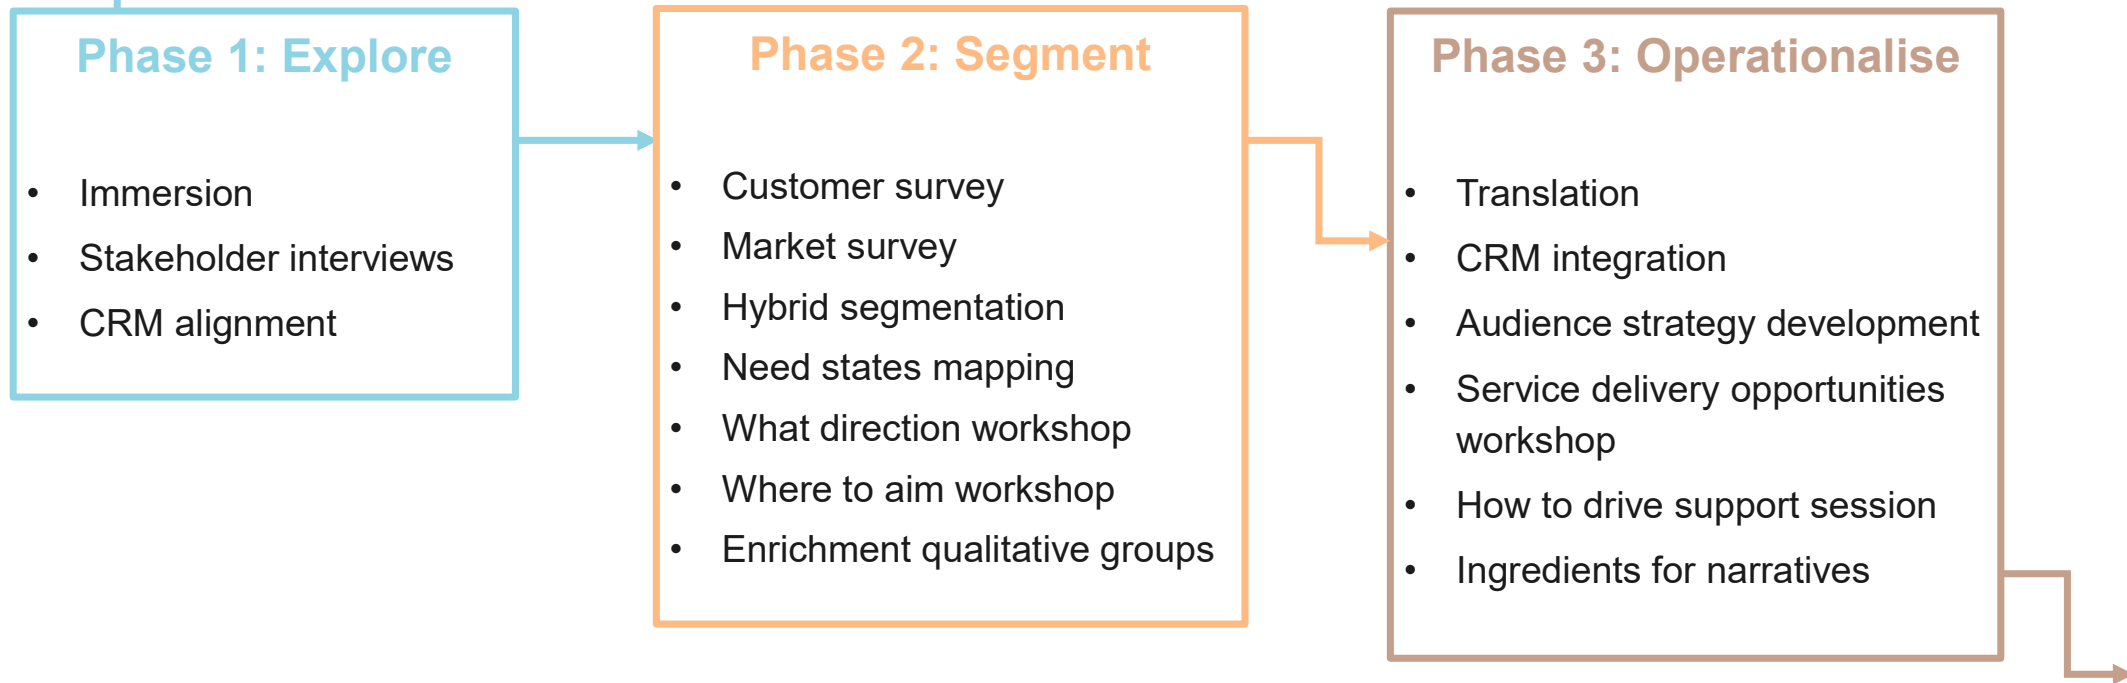 Phase 1: Explore
• Immersion
• Stakeholder interviews
• CRM alignment
Phase 2: Segment
• Customer survey
• Market survey
• Hybrid segmentation
• Need states mapping
• What direction workshop
• Where to aim workshop
• Enrichment qualitative groups
Phase 3: Operationalise
• Translation
• CRM integration
• Audience strategy development
• Service delivery opportunities
workshop
• How to drive support session
• Ingredients for narratives